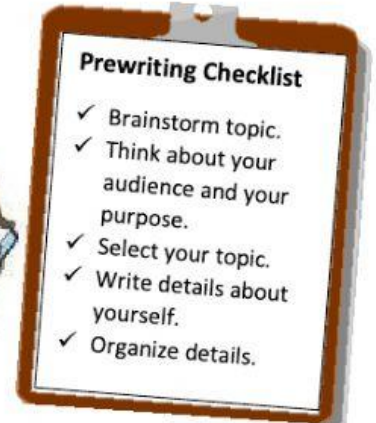 Prewriting Checklist
✓ Brainstorm topic.
✓ Think about your
audience and your
purpose.
✓ Select your topic.
✓ Write details about
yourself.
✓ Organize details.